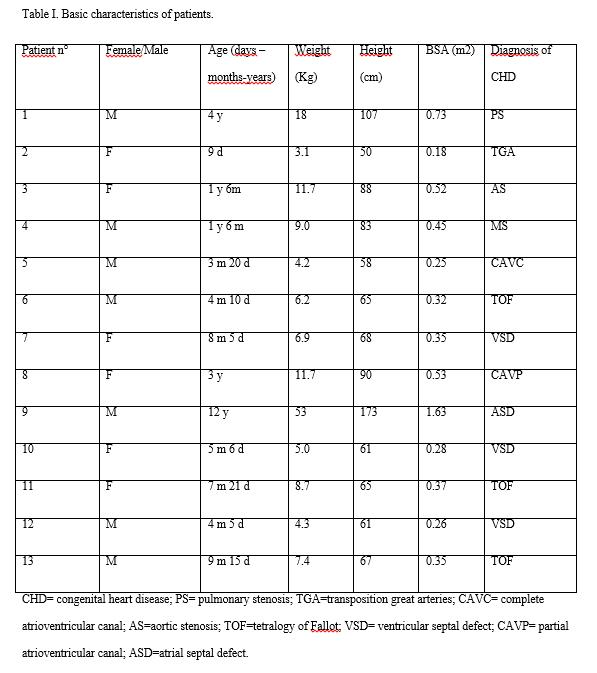 Table I. Basic characteristics of patients.
Patient n° Female/Male Age (days – Weight Height BSA (m2) Diagnosis of
months-years) (Kg) (cm) CHD
1 M 4 y 18 107 0.73 PS
2 F 9 d 3.1 50 0.18 TGA
3 F 1 y 6m 11.7 88 0.52 AS
4 M 1 y 6 m 9.0 83 0.45 MS
5 M 3 m 20 d 4.2 58 0.25 CAVC
6 M 4 m 10 d 6.2 65 0.32 TOF
7 F 8 m 5 d 6.9 68 0.35 VSD
8 F 3 y 11.7 90 0.53 CAVP
9 M 12 y 53 173 1.63 ASD
10 F 5 m 6 d 5.0 61 0.28 VSD
11 F 7 m 21 d 8.7 65 0.37 TOF
12 M 4 m 5 d 4.3 61 0.26 VSD
13 M 9 m 15 d 7.4 67 0.35 TOF
CHD= congenital heart disease; PS= pulmonary stenosis; TGA=transposition great arteries; CAVC= complete
atrioventricular canal; AS=aortic stenosis; TOF=tetralogy of Fallot; VSD= ventricular septal defect; CAVP= partial
atrioventricular canal; ASD=atrial septal defect.